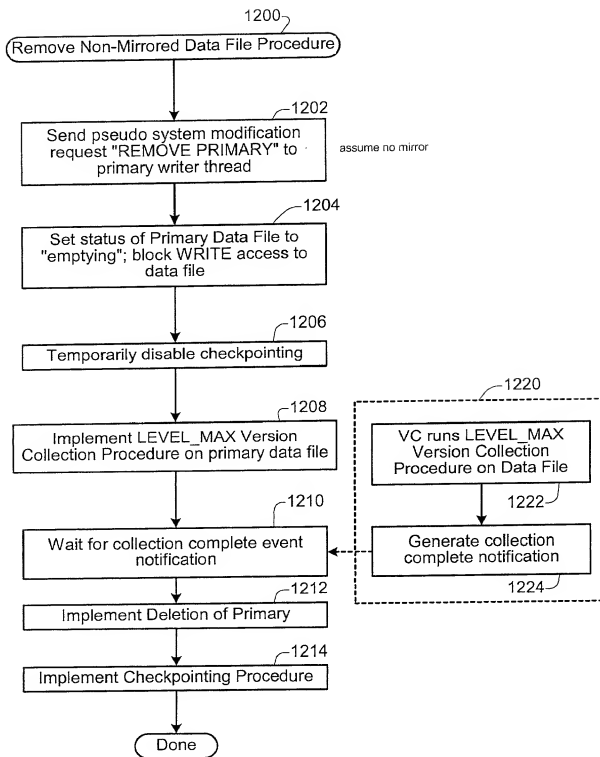 1200
Remove Non-Mirrored Data File Procedure
1202
Send pseudo system modification
request "REMOVE PRIMARY" to
primary writer thread
assume no mirror
1204
Set status of Primary Data File to
"emptying"; block WRITE access to
data file
1206
Temporarily disable checkpointing
1208
Implement LEVEL_MAX Version
Collection Procedure on primary data file
1220
VC runs LEVEL_MAX
Version Collection
Procedure on Data File
1222
1210
Wait for collection complete event
notification
Generate collection
complete notification
1224
1212
Implement Deletion of Primary
1214
Implement Checkpointing Procedure
Done